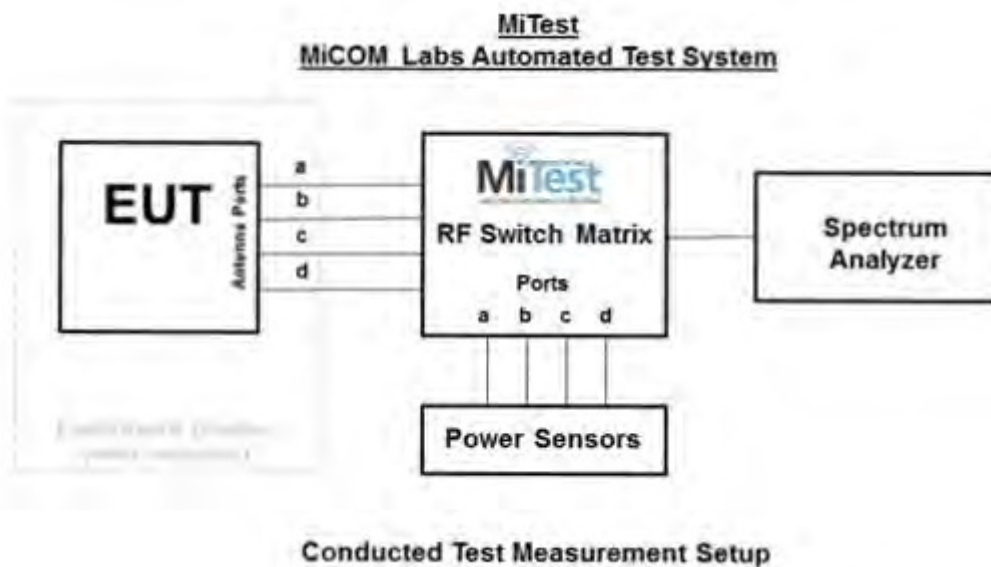 MiTest
MiCOM Labs Automated Test System
EUT
Antenna Ports
a
b
c
d
MiTest
RF Switch Matrix
Ports
a b c d
Spectrum
Analyzer
Power Sensors
Conducted Test Measurement Setup